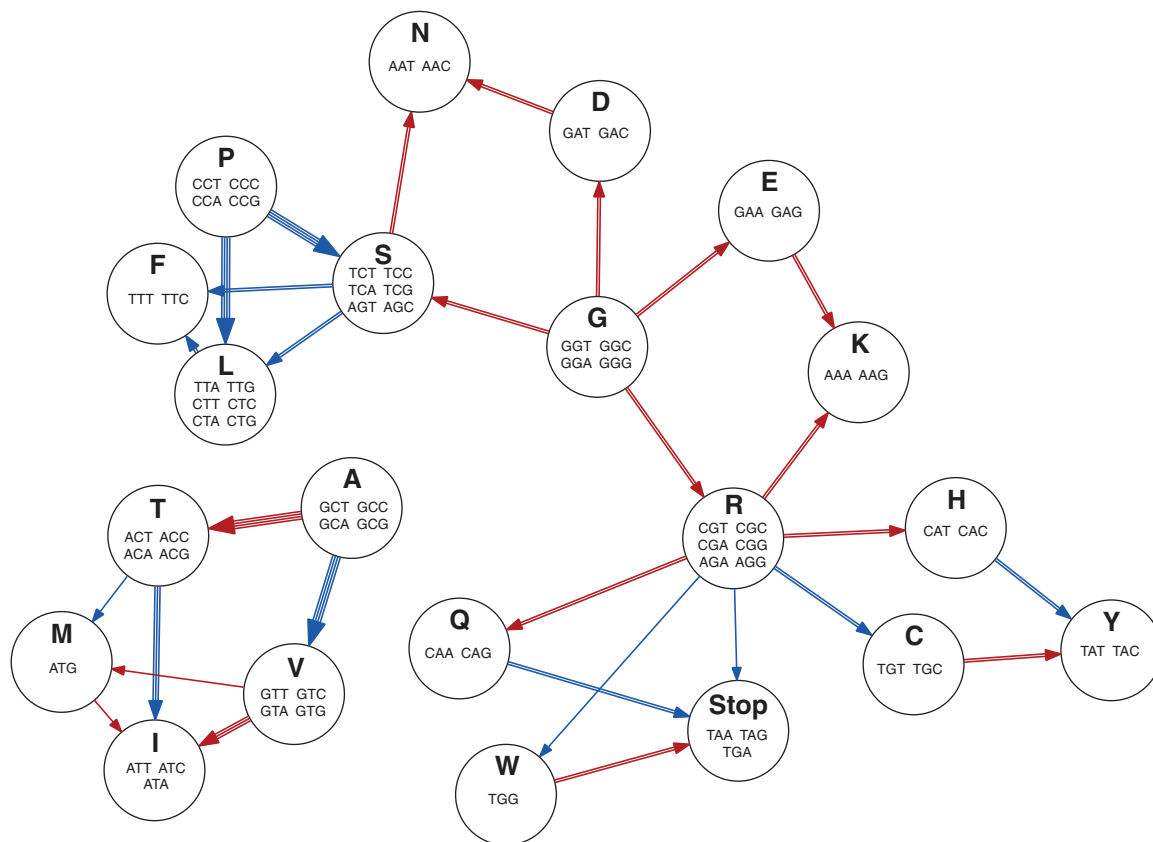 N
AAT AAC
D
GAT GAC
P
CCT CCC
CCA CCG
E
GAA GAG
F
TTT TTC
S
TCT TCC
TCA TCG
AGT AGC
G
GGT GGC
GGA GGG
K
AAA AAG
L
TTA TTG
CTT CTC
CTA CTG
T
ACT ACC
ACA ACG
A
GCT GCC
GCA GCG
R
CGT CGC
CGA CGG
AGA AGG
H
CAT CAC
M
ATG
V
GTT GTC
GTA GTG
Q
CAA CAG
C
TGT TGC
Y
TAT TAC
I
ATT ATC
ATA
W
TGG
Stop
TAA TAG
TGA